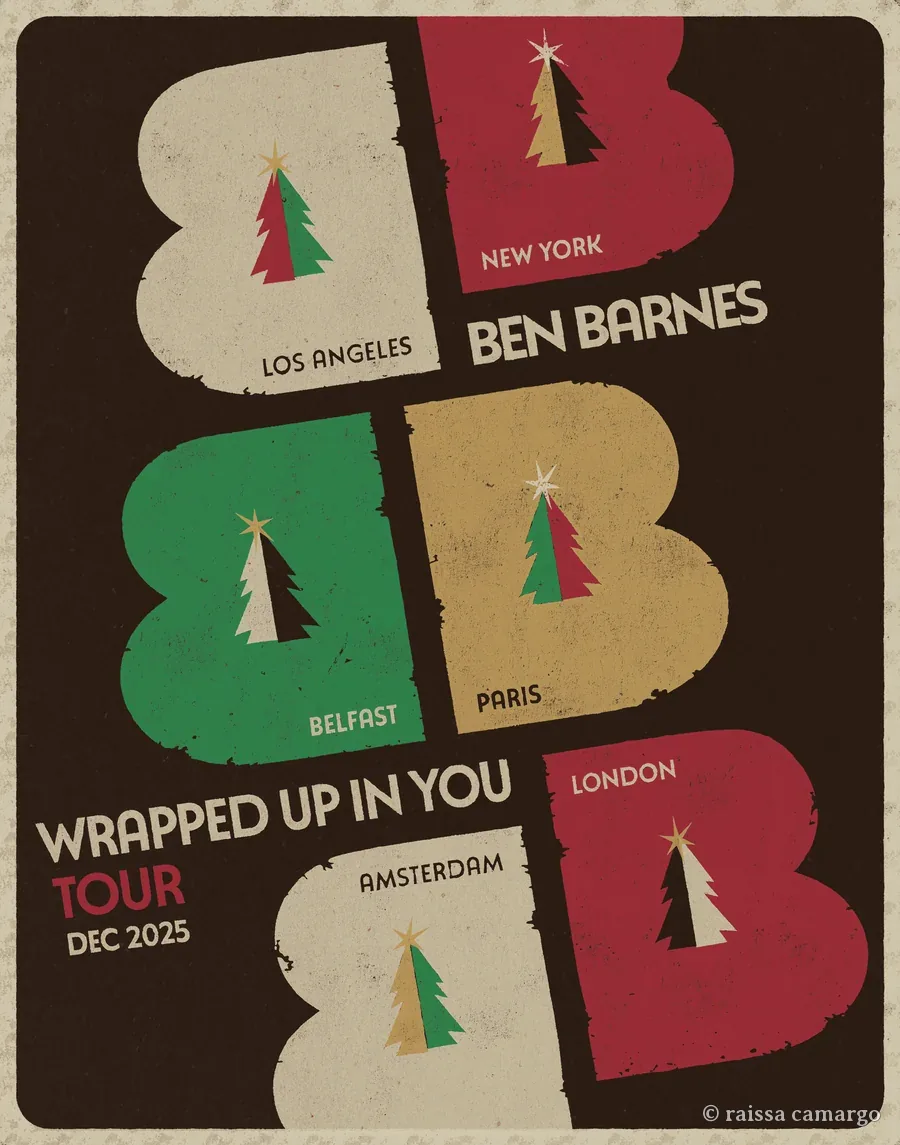 NEW YORK
LOS ANGELES
BEN BARNES
BELFAST
PARIS
WRAPPED UP IN YOU
TOUR
DEC 2025
LONDON
AMSTERDAM
© raissa camargo